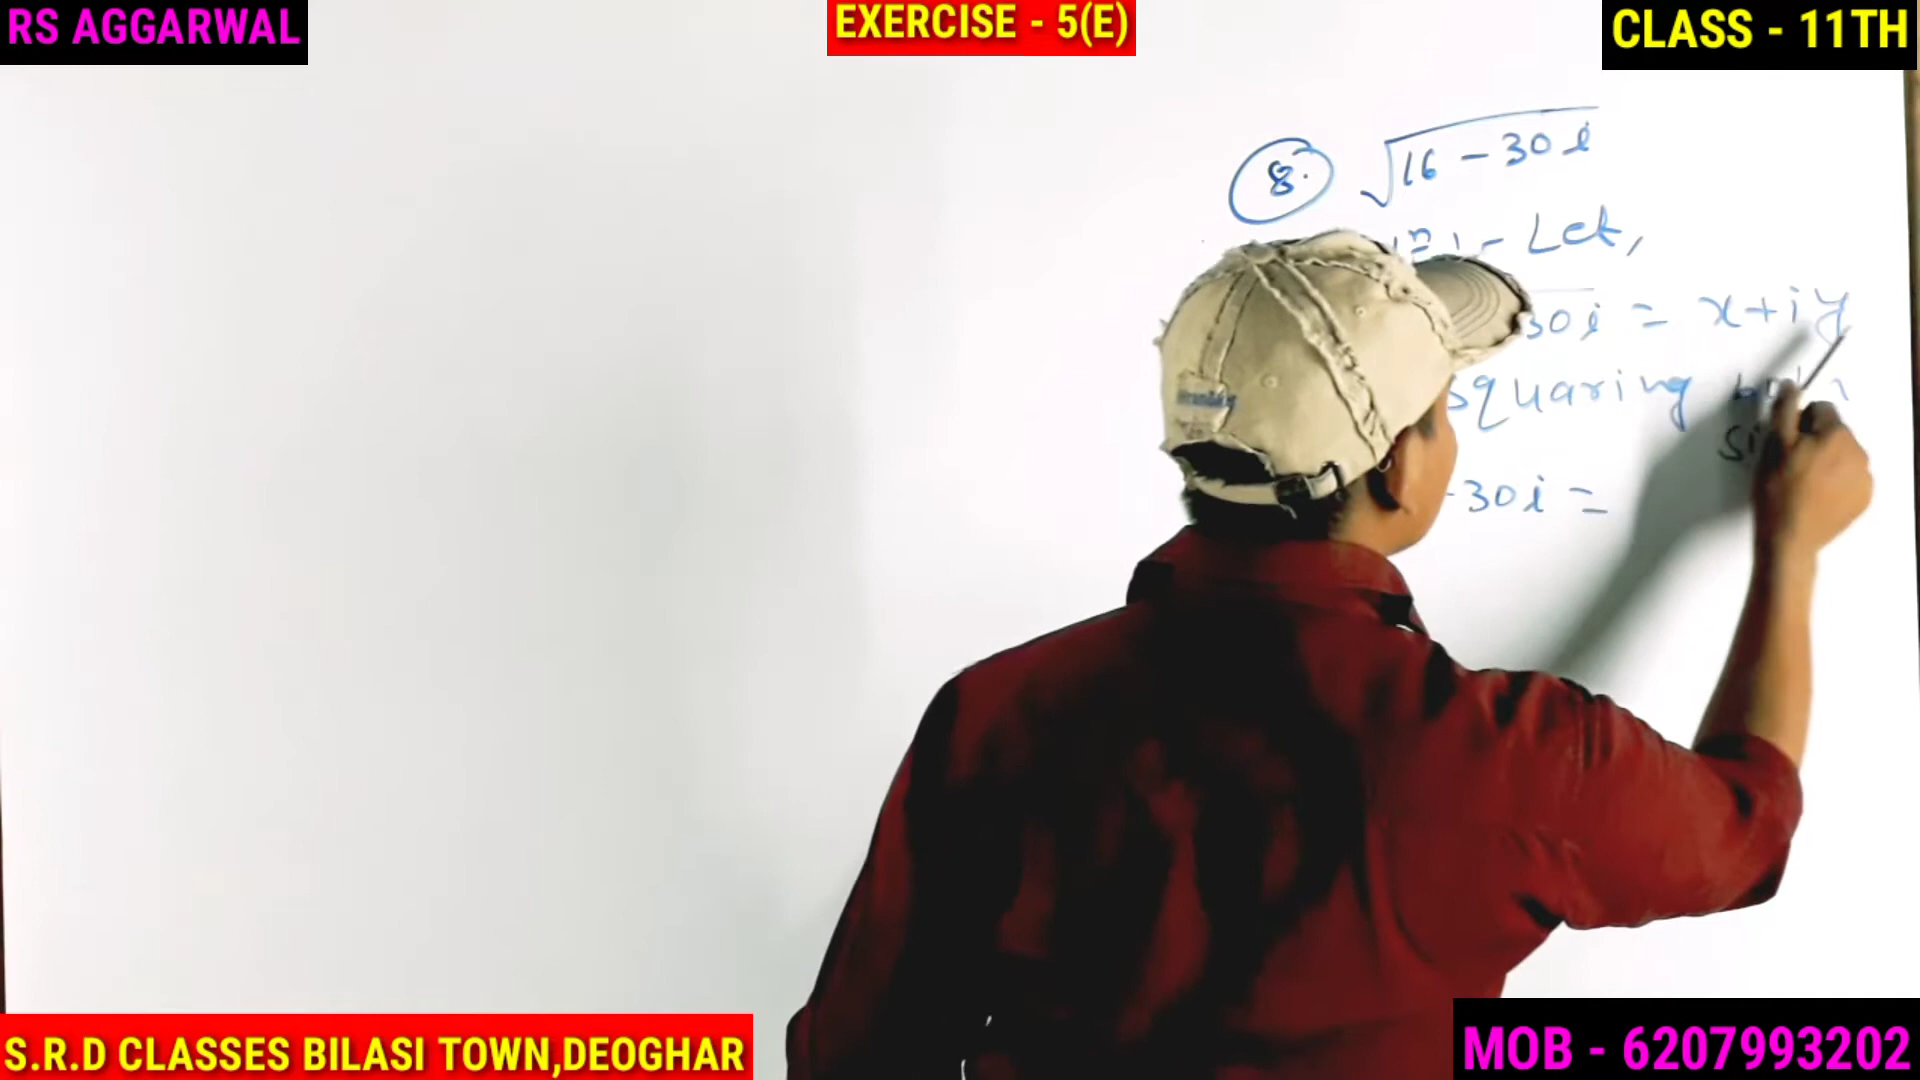 RS AGGARWAL
EXERCISE - 5(E)
CLASS - 11TH
8. √16 - 30i
Let,
30i = x+iy
squaring both
-30i =
S.R.D CLASSES BILASI TOWN,DEOGHAR
MOB - 6207993202